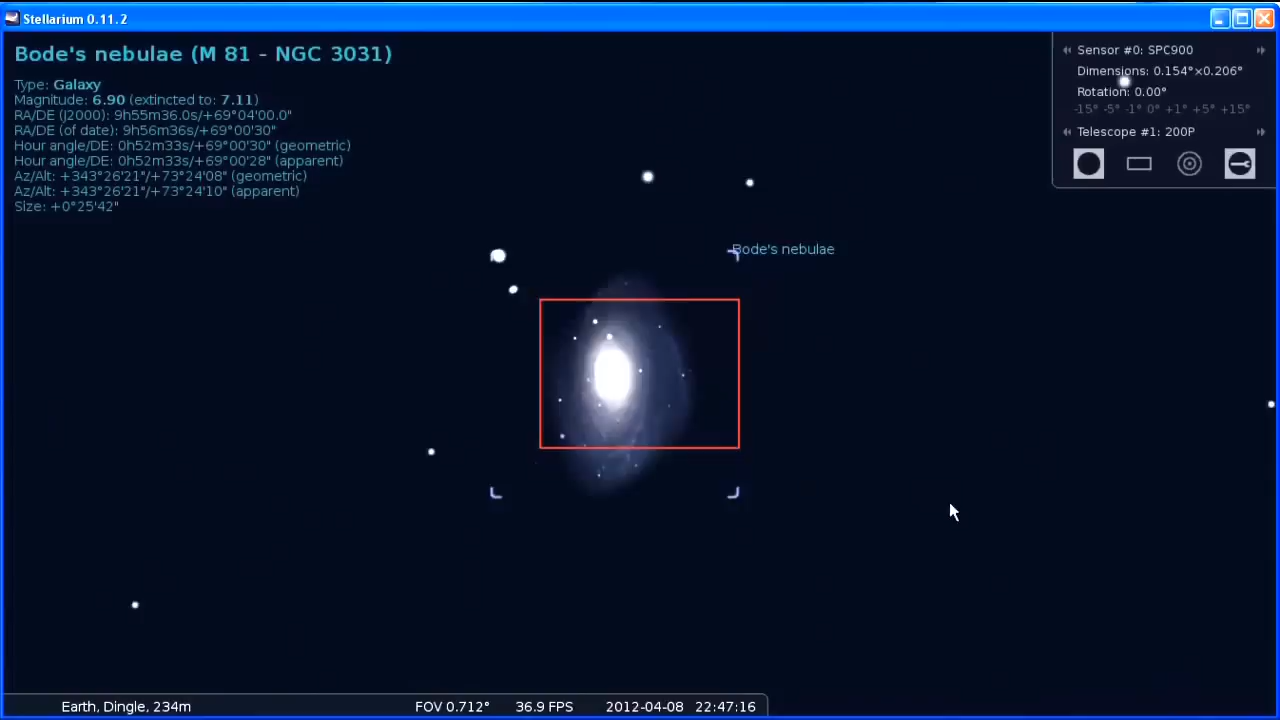 Stellarium 0.11.2
Bode's nebulae (M 81 - NGC 3031)
Type: Galaxy
Magnitude: 6.90 (extincted to: 7.11)
RA/DE (J2000): 9h55m36.0s/+69°04'00.0"
RA/DE (of date): 9h56m36s/+69°00'30"
Hour angle/DE: 0h52m33s/+69°00'30" (geometric)
Hour angle/DE: 0h52m33s/+69°00'28" (apparent)
Az/Alt: +343°26'21"/+73°24'08" (geometric)
Az/Alt: +343°26'21"/+73°24'10" (apparent)
Size: +0°25'42"
Sensor #0: SPC900
Dimensions: 0.154°×0.206°
Rotation: 0.00°
-15° -5° -1° 0° +1° +5° +15°
Telescope #1: 200P
Bode's nebulae
Earth, Dingle, 234m FOV 0.712° 36.9 FPS 2012-04-08 22:47:16